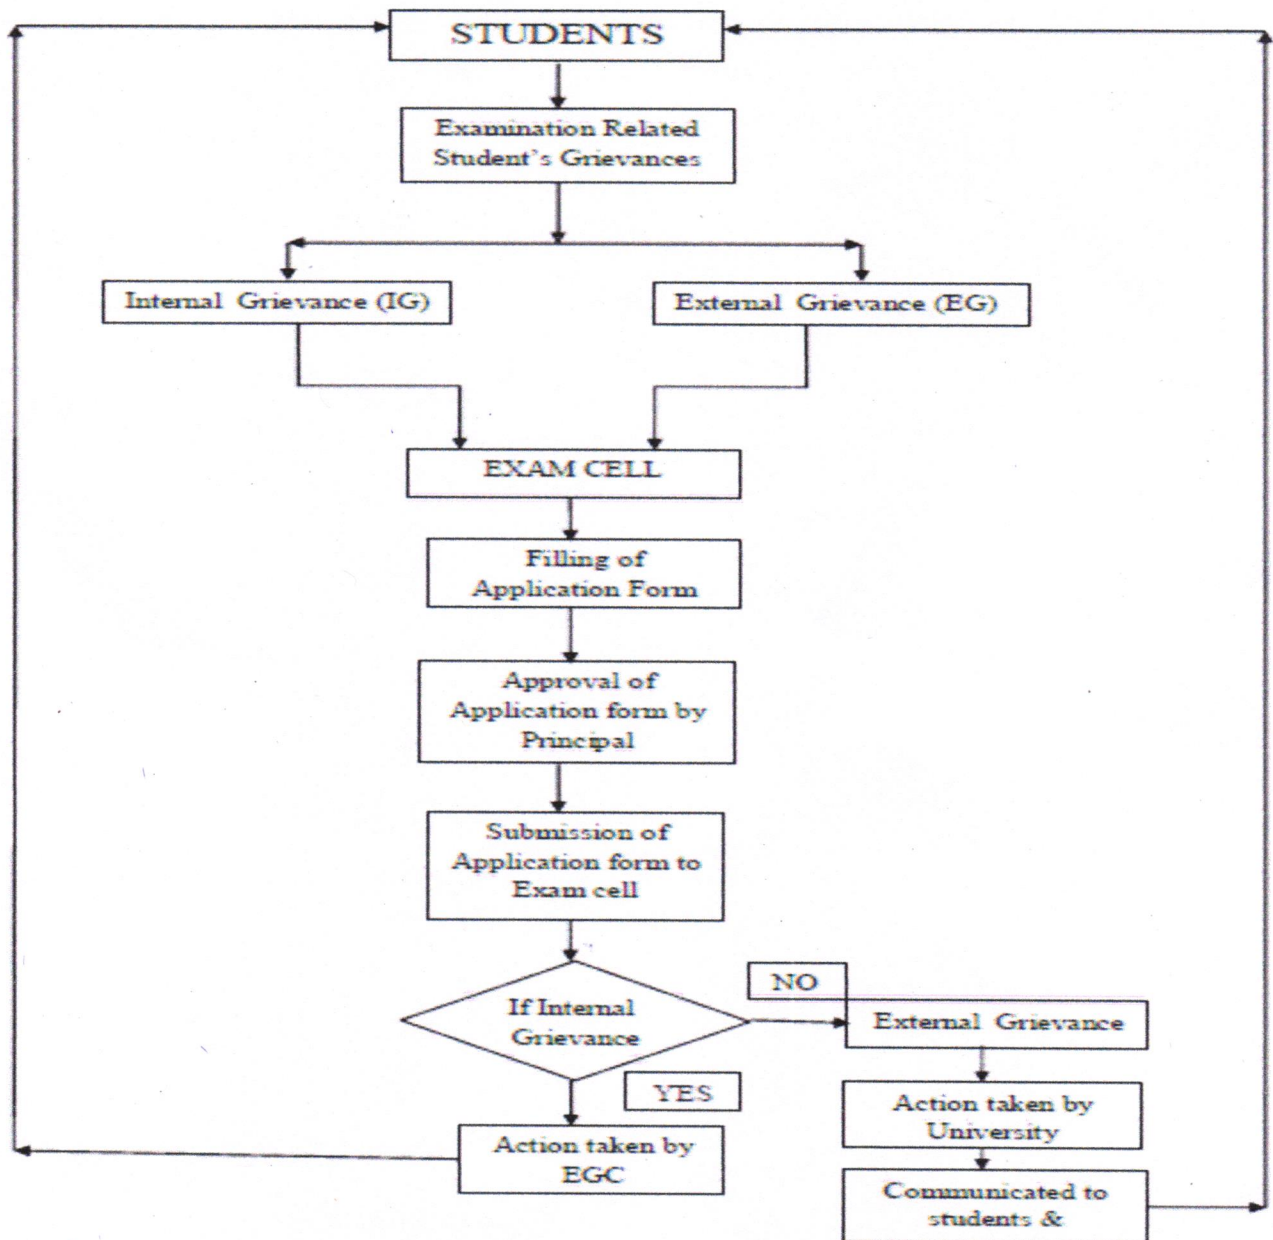 STUDENTS
Examination Related
Student's Grievances
Internal Grievance (IG)
External Grievance (EG)
EXAM CELL
Filling of
Application Form
Approval of
Application form by
Principal
Submission of
Application form to
Exam cell
If Internal
Grievance
NO
External Grievance
YES
Action taken by
EGC
Action taken by
University
Communicated to
students &